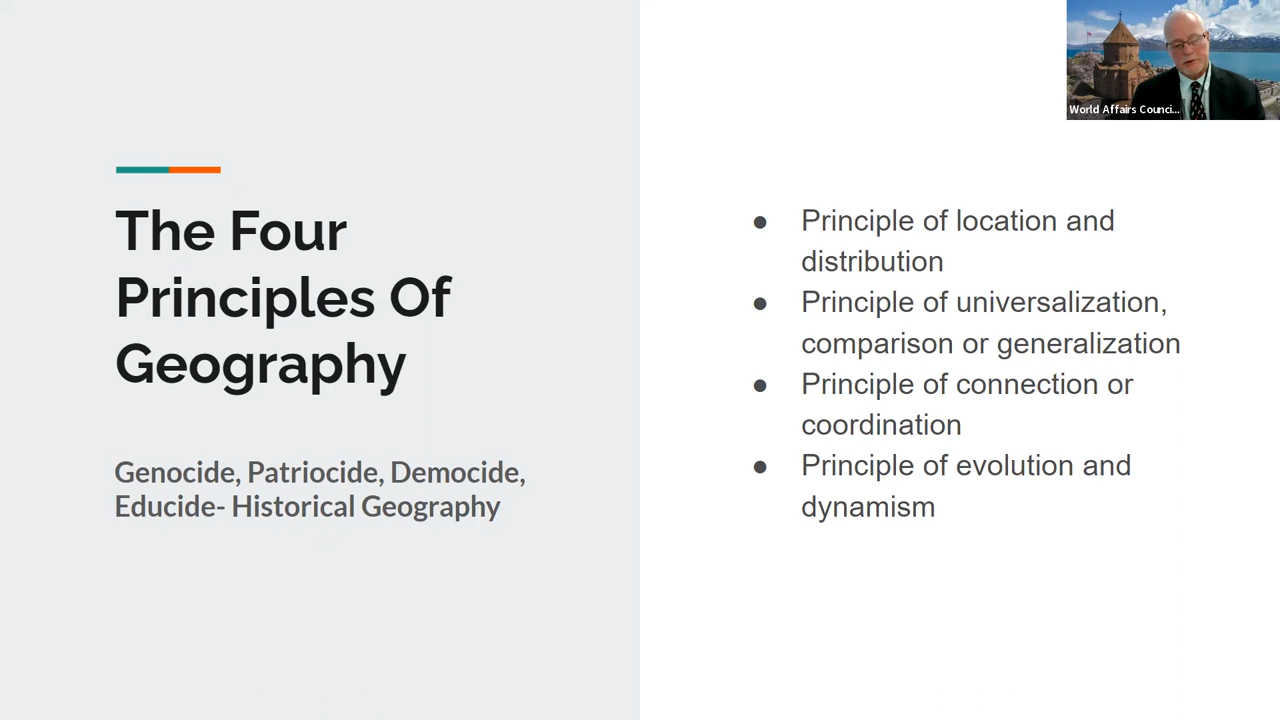 The Four
Principles Of
Geography
Genocide, Patriocide, Democide,
Educide- Historical Geography
● Principle of location and
distribution
● Principle of universalization,
comparison or generalization
● Principle of connection or
coordination
● Principle of evolution and
dynamism
World Affairs Counci...